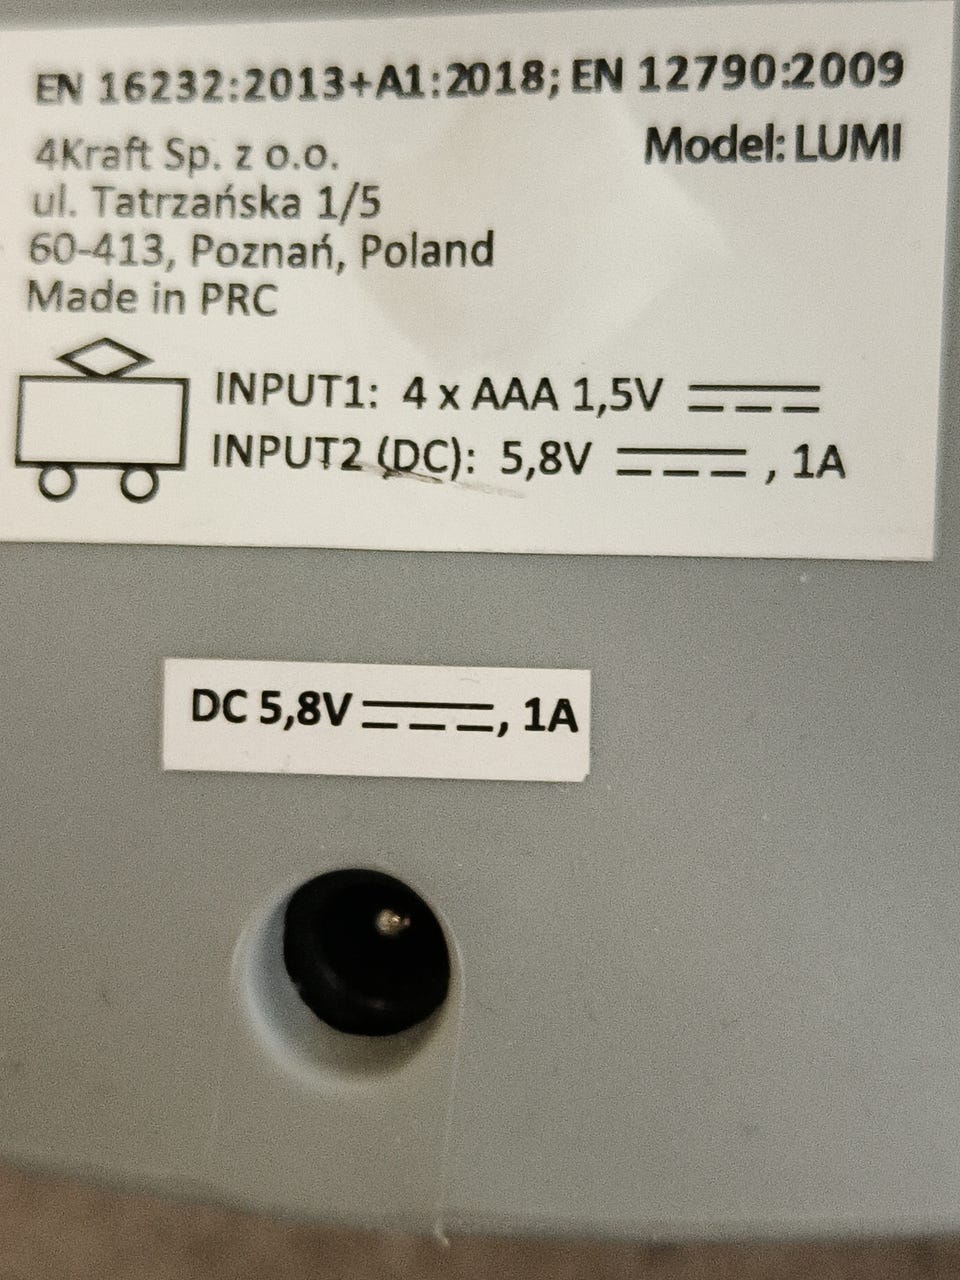 EN 16232:2013+A1:2018; EN 12790:2009
Model: LUMI
4Kraft Sp. z o.o.
ul. Tatrzańska 1/5
60-413, Poznań, Poland
Made in PRC
INPUT1: 4 x AAA 1,5V
INPUT2 (DC): 5,8V , 1A
DC 5,8V , 1A